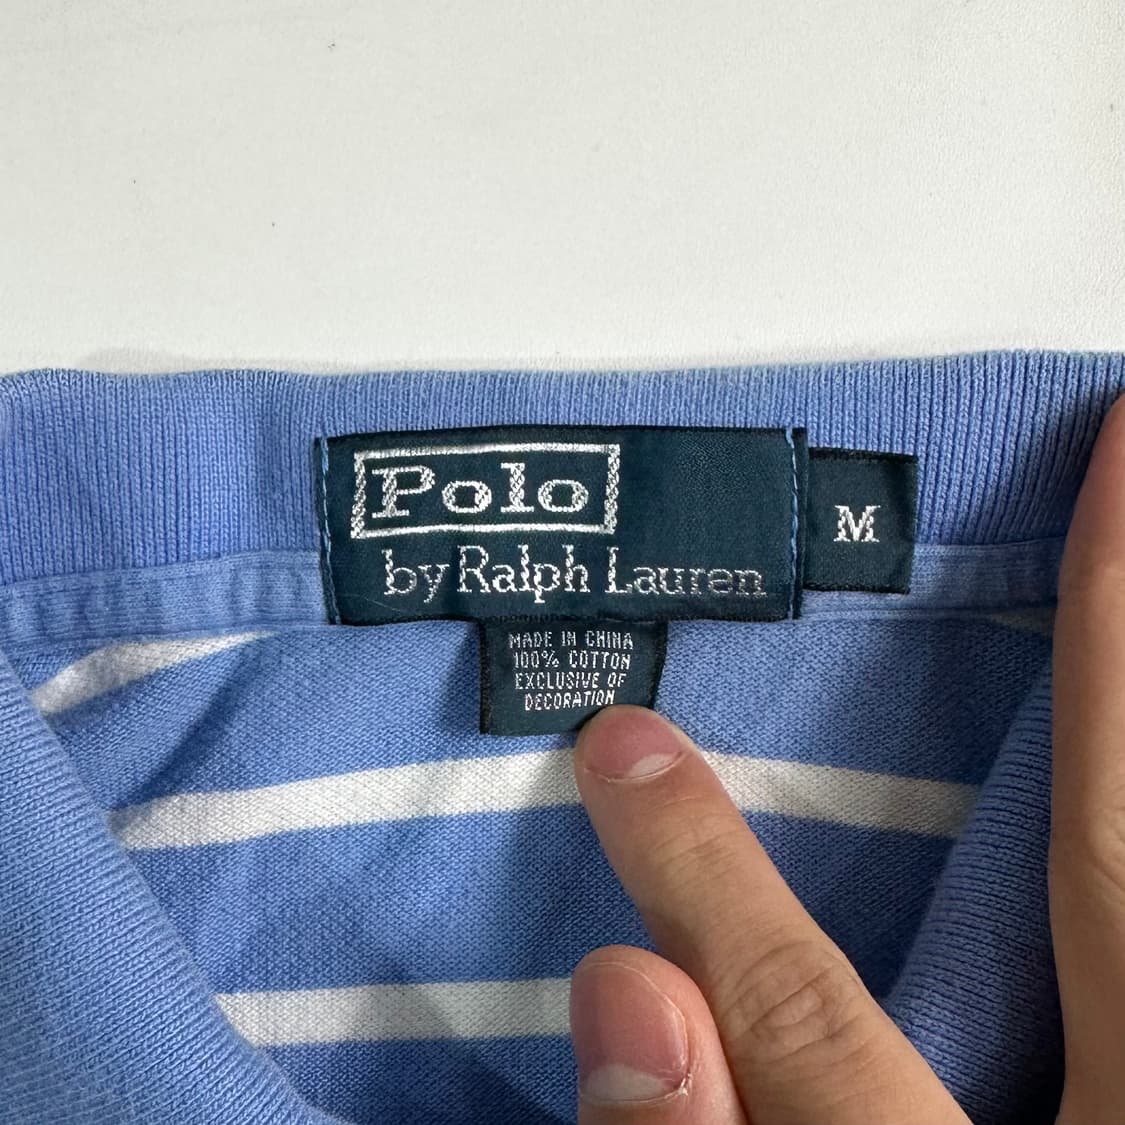 Polo
by Ralph Lauren
M
MADE IN CHINA
100% COTTON
EXCLUSIVE OF
DECORATION